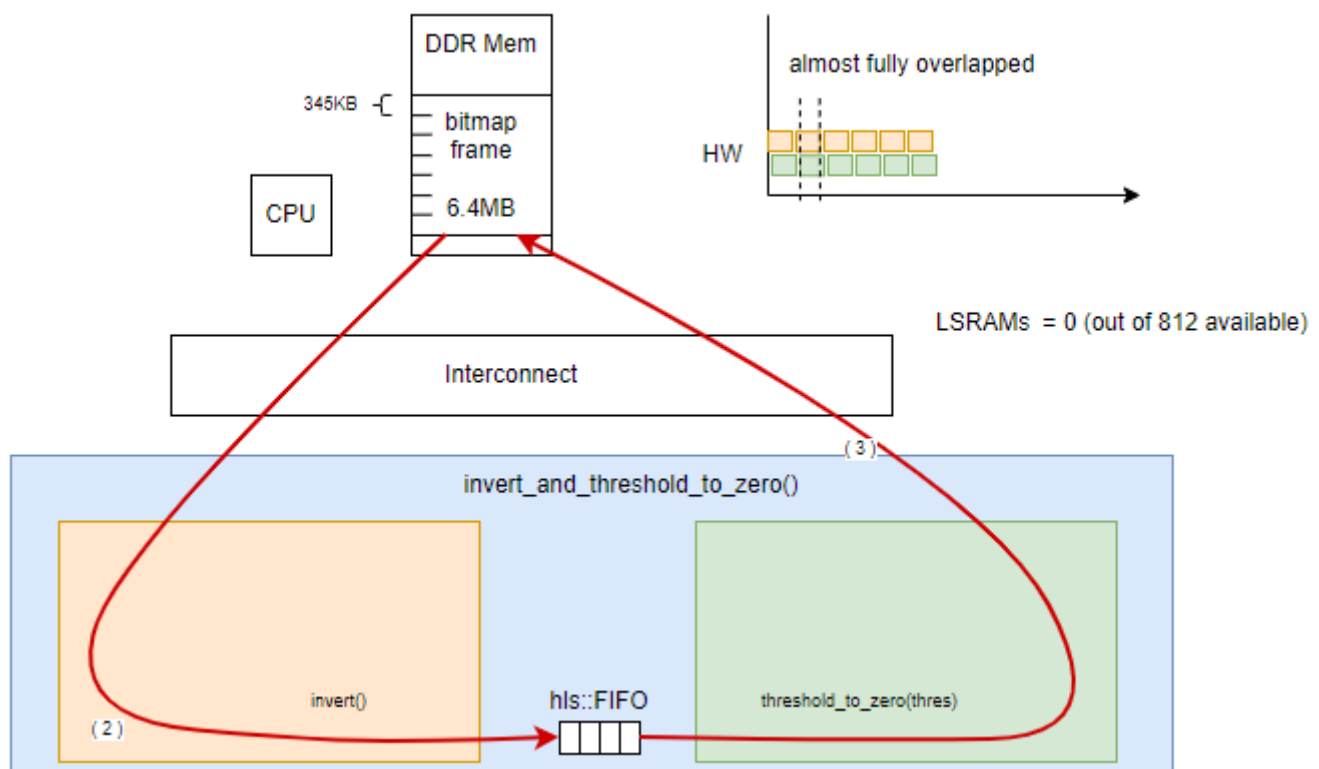 DDR Mem
345KB
bitmap
frame
6.4MB
CPU
almost fully overlapped
HW
LSRAMs = 0 (out of 812 available)
Interconnect
( 3 )
invert_and_threshold_to_zero()
invert()
hls::FIFO
threshold_to_zero(thres)
( 2 )